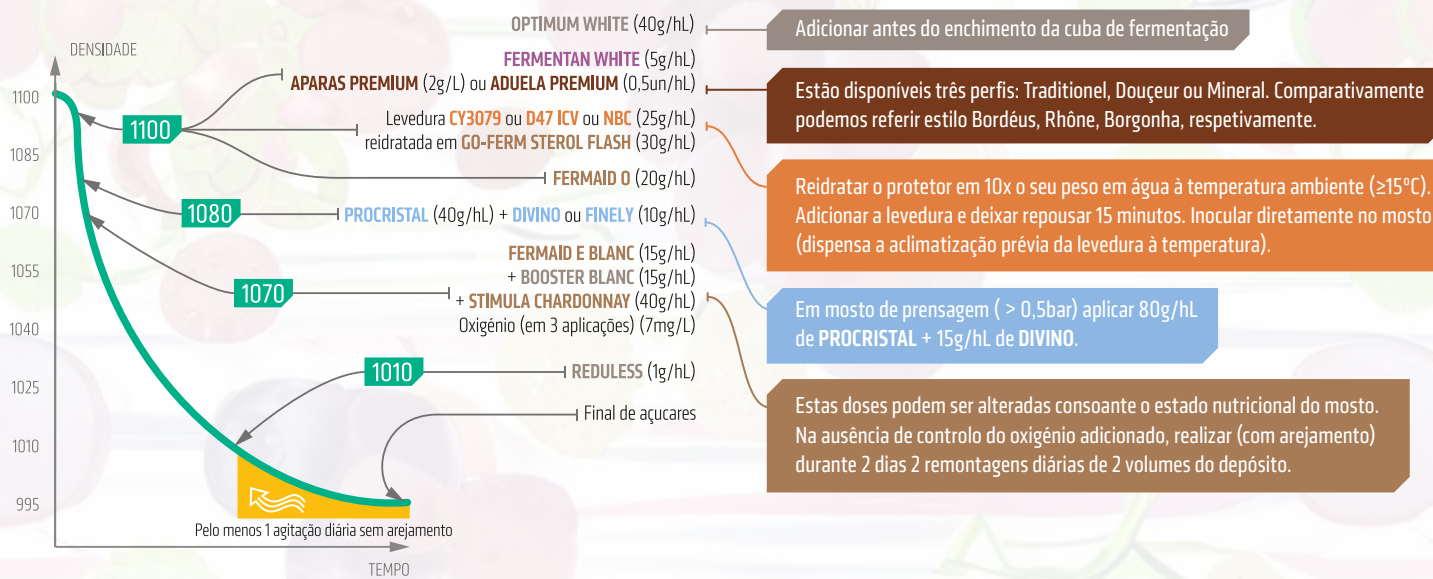 DENSIDADE
1100
1085
1070
1055
1040
1025
1010
995
TEMPO
1100
1080
1070
1010
Pelo menos 1 agitação diária sem arejamento
OPTIMUM WHITE (40g/hL)
FERMENTAN WHITE (5g/hL)
APARAS PREMIUM (2g/L) ou ADUELA PREMIUM (0,5un/hL)
Levedura CY3079 ou D47 ICV ou NBC (25g/hL)
reidratada em GO-FERM STEROL FLASH (30g/hL)
FERMAID O (20g/hL)
PROCRISTAL (40g/hL) + DIVINO ou FINELY (10g/hL)
FERMAID E BLANC (15g/hL)
+ BOOSTER BLANC (15g/hL)
+ STIMULA CHARDONNAY (40g/hL)
Oxigénio (em 3 aplicações) (7mg/L)
REDULESS (1g/hL)
Final de açucares
Adicionar antes do enchimento da cuba de fermentação
Estão disponíveis três perfis: Traditionel, Douçeur ou Mineral. Comparativamente
podemos referir estilo Bordéus, Rhône, Borgonha, respetivamente.
Reidratar o protetor em 10x o seu peso em água à temperatura ambiente (≥15ºC).
Adicionar a levedura e deixar repousar 15 minutos. Inocular diretamente no mosto
(dispensa a aclimatização prévia da levedura à temperatura).
Em mosto de prensagem ( > 0,5bar) aplicar 80g/hL
de PROCRISTAL + 15g/hL de DIVINO.
Estas doses podem ser alteradas consoante o estado nutricional do mosto.
Na ausência de controlo do oxigénio adicionado, realizar (com arejamento)
durante 2 dias 2 remontagens diárias de 2 volumes do depósito.